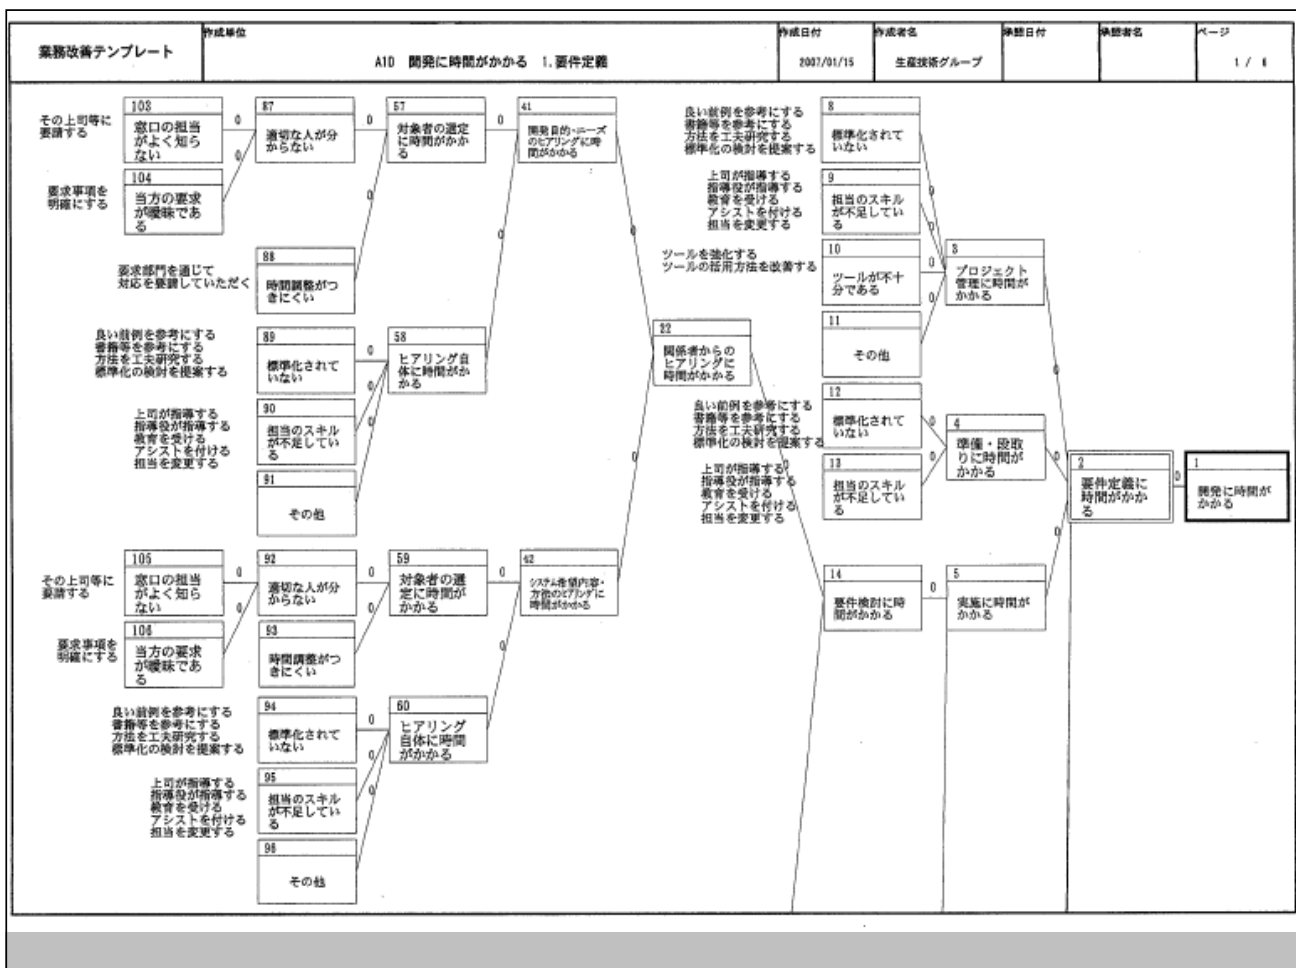 業務改善テンプレート
作成単位
A10 開発に時間がかかる 1.要件定義
作成日付
2007/01/15
作成者名
生産技術グループ
承認日付
承認者名
ページ
1 / 6
その上司等に
要請する
103
窓口の担当
がよく知ら
ない
0
87
適切な人が分
からない
0
57
対象者の選定
に時間がかか
る
0
41
開発目的・ニーズ
のヒアリングに時
間がかかる
要求事項を
明確にする
104
当方の要求
が曖昧であ
る
0
要求部門を通じて
対応を要請していただく
88
時間調整がつ
きにくい
0
良い前例を参考にする
書籍等を参考にする
方法を工夫研究する
標準化の検討を提案する
89
標準化されて
いない
0
58
ヒアリング自
体に時間がか
かる
0
上司が指導する
指導役が指導する
教育を受ける
アシストを付ける
担当を変更する
90
担当のスキル
が不足してい
る
0
91
その他
0
その上司等に
要請する
105
窓口の担当
がよく知ら
ない
0
92
適切な人が分
からない
0
59
対象者の選
定に時間が
かかる
0
42
システム希望内容・
方法のヒアリングに
時間がかかる
要求事項を
明確にする
106
当方の要求
が曖昧であ
る
0
93
時間調整がつ
きにくい
0
良い前例を参考にする
書籍等を参考にする
方法を工夫研究する
標準化の検討を提案する
94
標準化されて
いない
0
60
ヒアリング
自体に時間
がかかる
0
上司が指導する
指導役が指導する
教育を受ける
アシストを付ける
担当を変更する
95
担当のスキル
が不足してい
る
0
96
その他
0
0
0
22
関係者からの
ヒアリングに
時間がかかる
0
良い前例を参考にする
書籍等を参考にする
方法を工夫研究する
標準化の検討を提案する
8
標準化されて
いない
0
上司が指導する
指導役が指導する
教育を受ける
アシストを付ける
担当を変更する
9
担当のスキル
が不足してい
る
0
ツールを強化する
ツールの活用方法を改善する
10
ツールが不十
分である
0
11
その他
0
3
プロジェクト
管理に時間が
かかる
0
良い前例を参考にする
書籍等を参考にする
方法を工夫研究する
標準化の検討を提案する
12
標準化されて
いない
0
上司が指導する
指導役が指導する
教育を受ける
アシストを付ける
担当を変更する
13
担当のスキル
が不足してい
る
0
4
準備・段取
りに時間が
かかる
0
14
要件検討に時
間がかかる
0
5
実施に時間が
かかる
0
2
要件定義に
時間がかか
る
0
1
開発に時間が
かかる